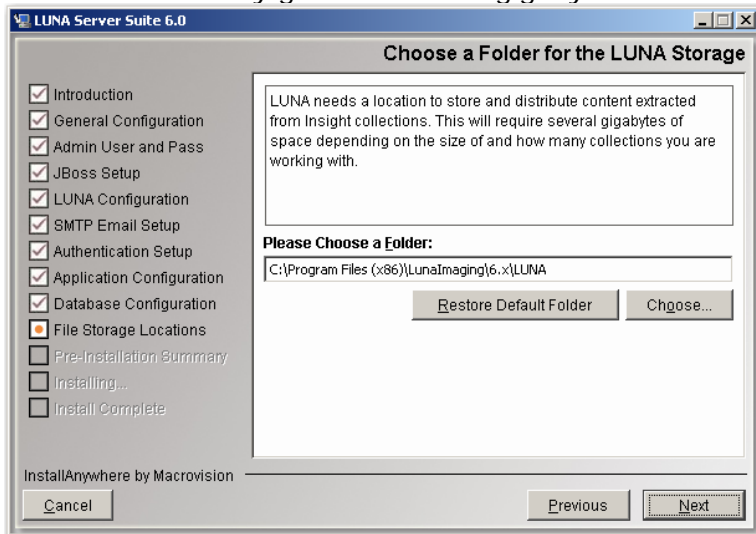 LUNA Server Suite 6.0
Choose a Folder for the LUNA Storage
Introduction
General Configuration
Admin User and Pass
JBoss Setup
LUNA Configuration
SMTP Email Setup
Authentication Setup
Application Configuration
Database Configuration
File Storage Locations
Pre-Installation Summary
Installing...
Install Complete
LUNA needs a location to store and distribute content extracted
from Insight collections. This will require several gigabytes of
space depending on the size of and how many collections you are
working with.
Please Choose a Folder:
C:\Program Files (x86)\LunaImaging\6.x\LUNA
Restore Default Folder
Choose...
InstallAnywhere by Macrovision
Cancel
Previous
Next